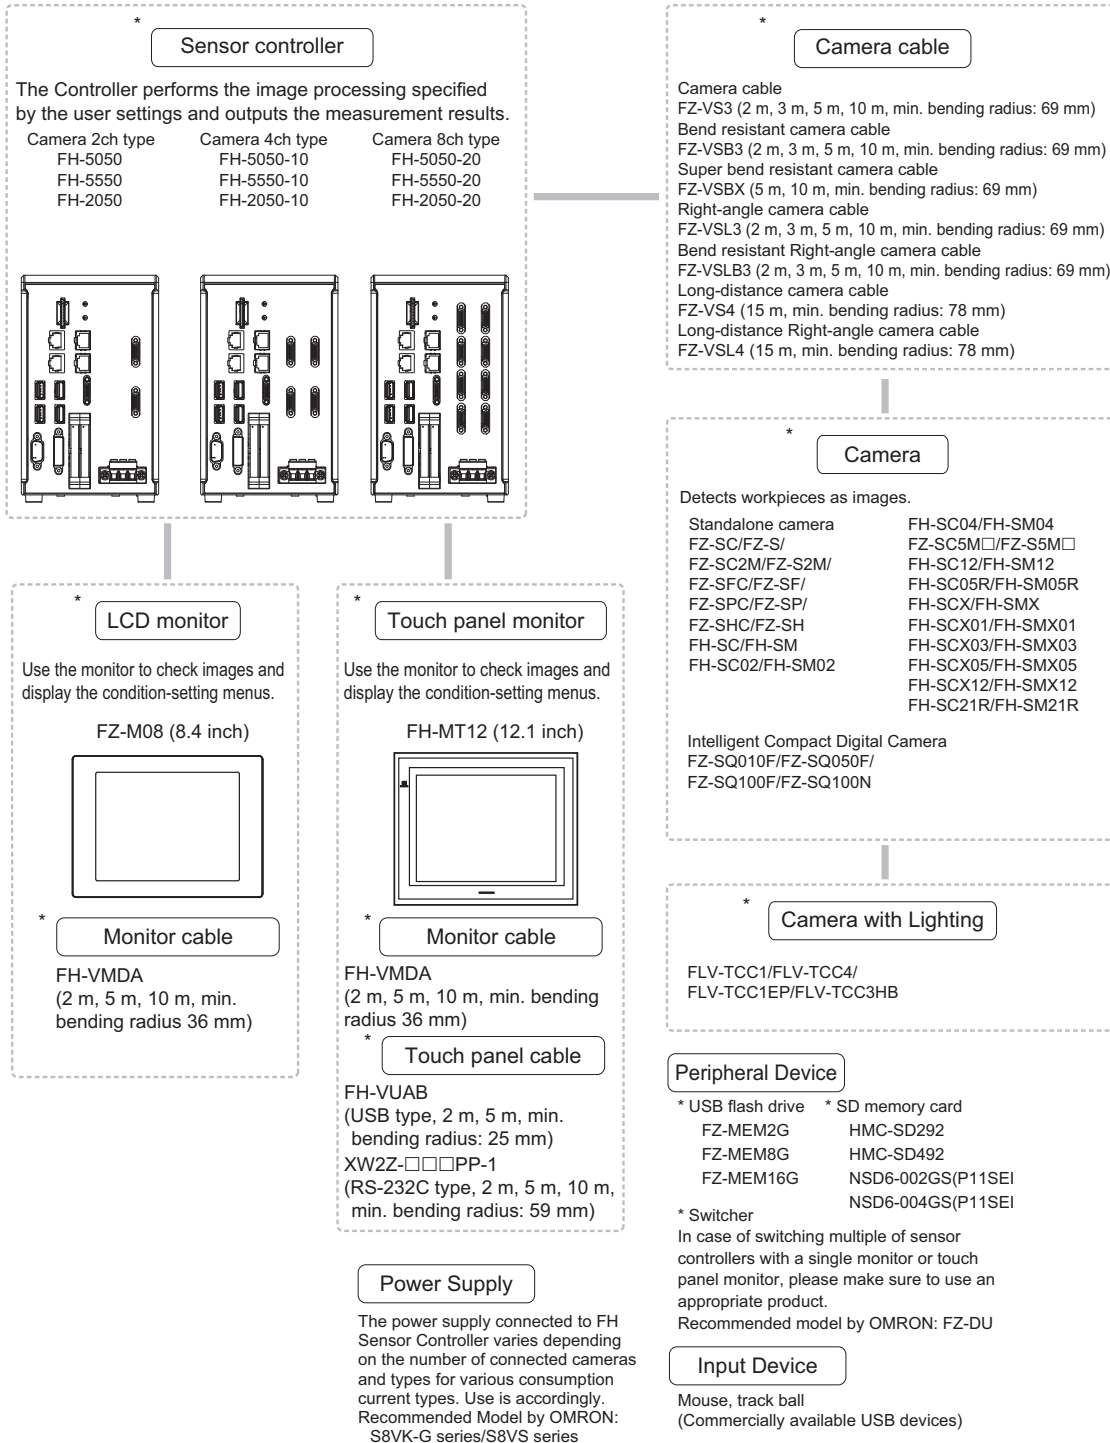 *
Sensor controller
The Controller performs the image processing specified
by the user settings and outputs the measurement results.
Camera 2ch type
FH-5050
FH-5550
FH-2050
Camera 4ch type
FH-5050-10
FH-5550-10
FH-2050-10
Camera 8ch type
FH-5050-20
FH-5550-20
FH-2050-20
*
Camera cable
Camera cable
FZ-VS3 (2 m, 3 m, 5 m, 10 m, min. bending radius: 69 mm)
Bend resistant camera cable
FZ-VSB3 (2 m, 3 m, 5 m, 10 m, min. bending radius: 69 mm)
Super bend resistant camera cable
FZ-VSBX (5 m, 10 m, min. bending radius: 69 mm)
Right-angle camera cable
FZ-VSL3 (2 m, 3 m, 5 m, 10 m, min. bending radius: 69 mm)
Bend resistant Right-angle camera cable
FZ-VSLB3 (2 m, 3 m, 5 m, 10 m, min. bending radius: 69 mm)
Long-distance camera cable
FZ-VS4 (15 m, min. bending radius: 78 mm)
Long-distance Right-angle camera cable
FZ-VSL4 (15 m, min. bending radius: 78 mm)
*
Camera
Detects workpieces as images.
Standalone camera
FZ-SC/FZ-S/
FZ-SC2M/FZ-S2M/
FZ-SFC/FZ-SF/
FZ-SPC/FZ-SP/
FZ-SHC/FZ-SH
FH-SC/FH-SM
FH-SC02/FH-SM02
FH-SC04/FH-SM04
FZ-SC5M□/FZ-S5M□
FH-SC12/FH-SM12
FH-SC05R/FH-SM05R
FH-SCX/FH-SMX
FH-SCX01/FH-SMX01
FH-SCX03/FH-SMX03
FH-SCX05/FH-SMX05
FH-SCX12/FH-SMX12
FH-SC21R/FH-SM21R
Intelligent Compact Digital Camera
FZ-SQ010F/FZ-SQ050F/
FZ-SQ100F/FZ-SQ100N
*
LCD monitor
Use the monitor to check images and
display the condition-setting menus.
FZ-M08 (8.4 inch)
*
Monitor cable
FH-VMDA
(2 m, 5 m, 10 m, min.
bending radius 36 mm)
*
Touch panel monitor
Use the monitor to check images and
display the condition-setting menus.
FH-MT12 (12.1 inch)
*
Monitor cable
FH-VMDA
(2 m, 5 m, 10 m, min. bending
radius 36 mm)
*
Touch panel cable
FH-VUAB
(USB type, 2 m, 5 m, min.
bending radius: 25 mm)
XW2Z-□□□PP-1
(RS-232C type, 2 m, 5 m, 10 m,
min. bending radius: 59 mm)
*
Camera with Lighting
FLV-TCC1/FLV-TCC4/
FLV-TCC1EP/FLV-TCC3HB
Peripheral Device
* USB flash drive
FZ-MEM2G
FZ-MEM8G
FZ-MEM16G
* SD memory card
HMC-SD292
HMC-SD492
NSD6-002GS(P11SEI
NSD6-004GS(P11SEI
* Switcher
In case of switching multiple of sensor
controllers with a single monitor or touch
panel monitor, please make sure to use an
appropriate product.
Recommended model by OMRON: FZ-DU
Power Supply
The power supply connected to FH
Sensor Controller varies depending
on the number of connected cameras
and types for various consumption
current types. Use is accordingly.
Recommended Model by OMRON:
S8VK-G series/S8VS series
Input Device
Mouse, track ball
(Commercially available USB devices)